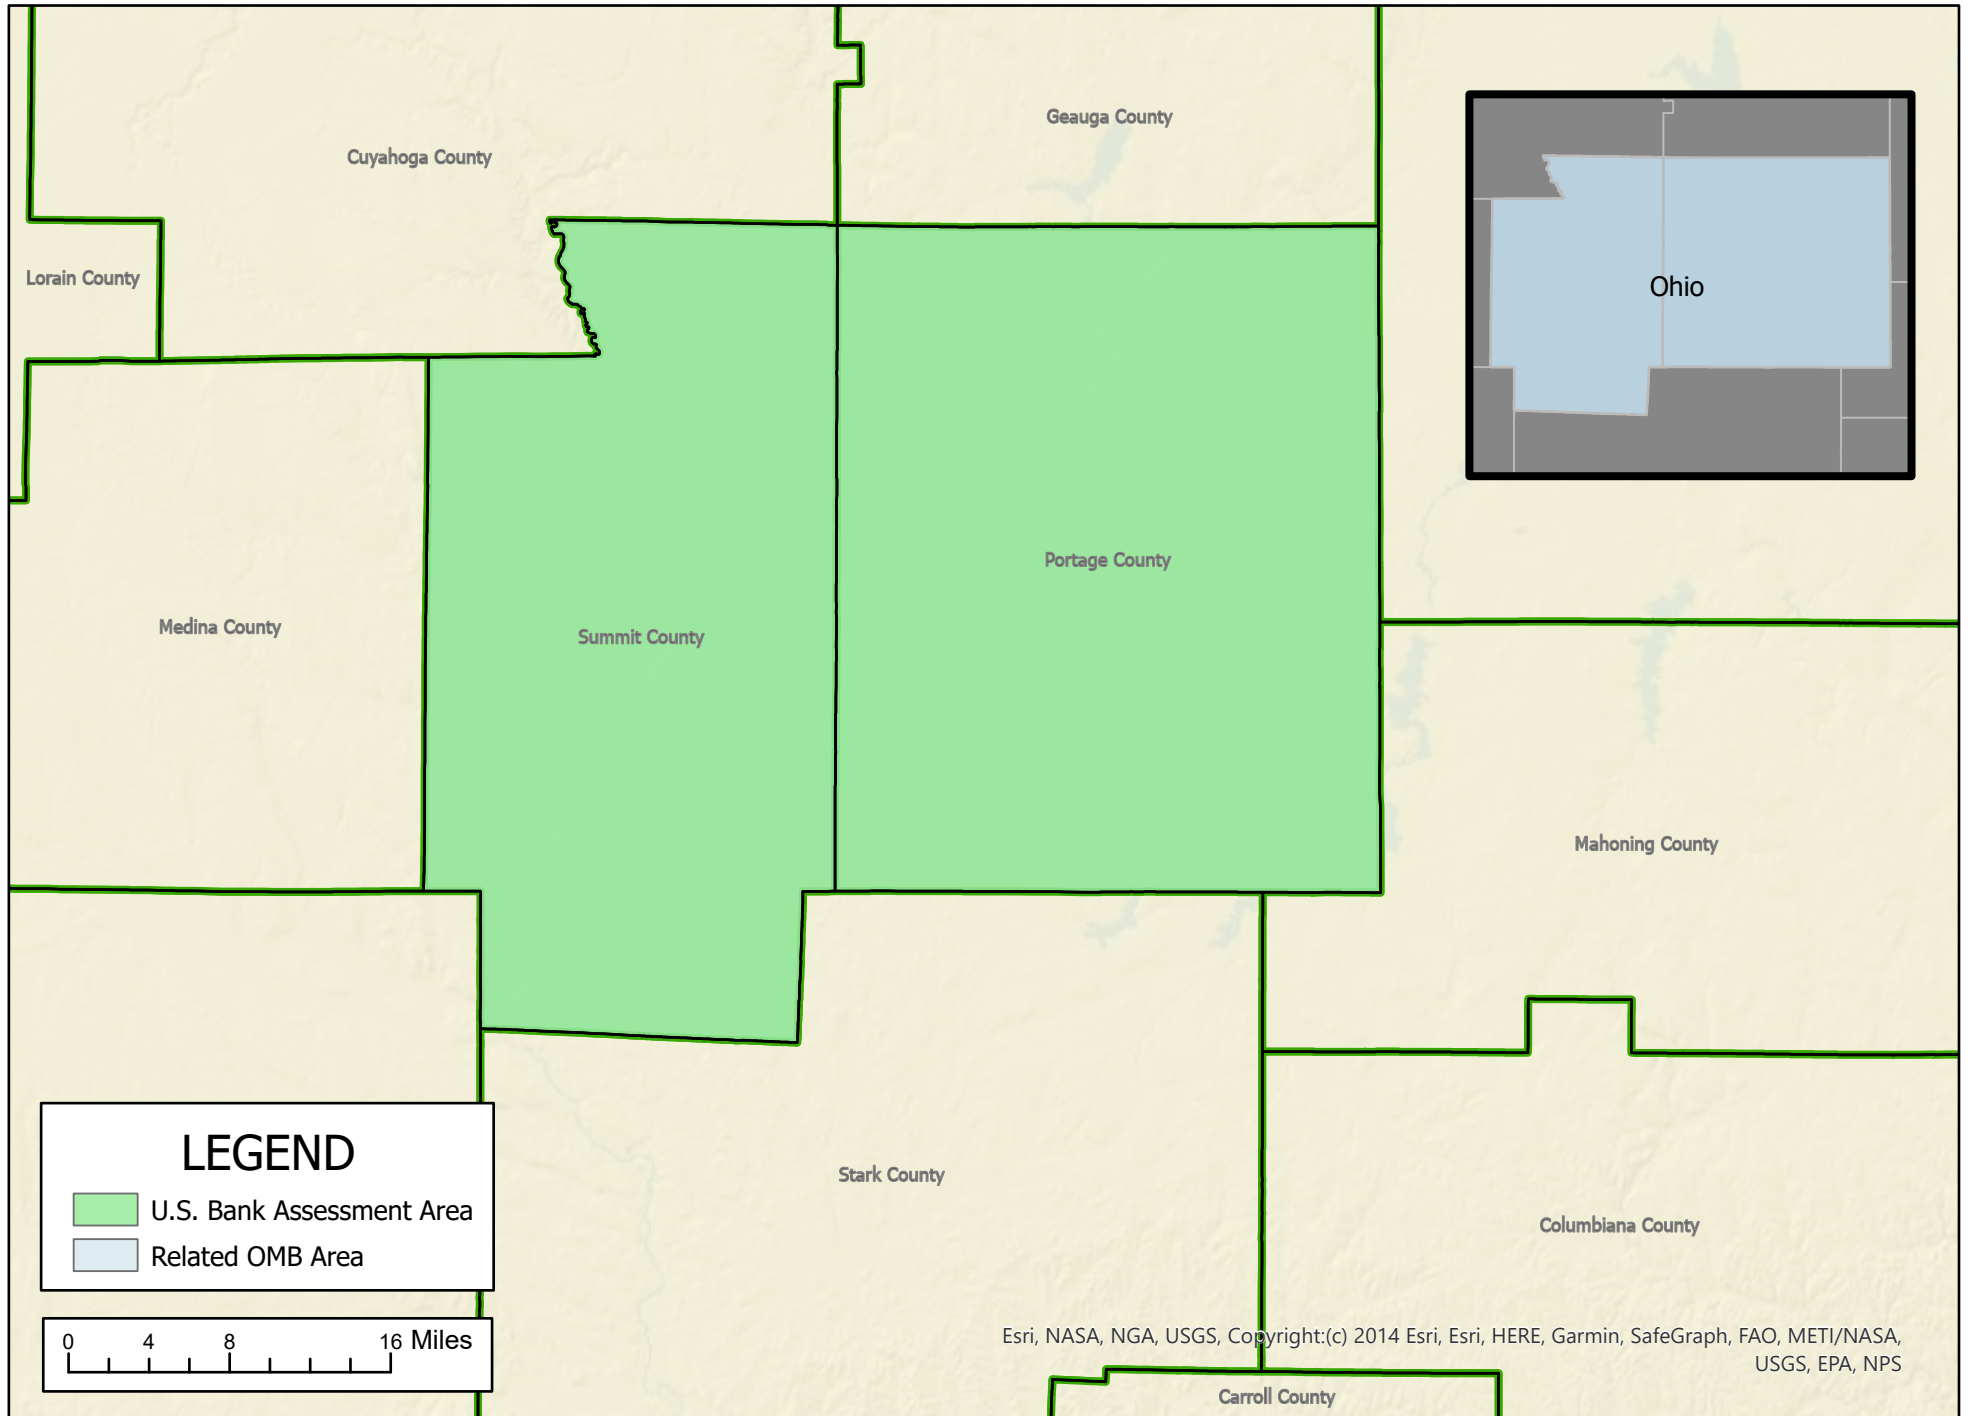 Geauga County
Cuyahoga County
Lorain County
Ohio
Portage County
Medina County
Summit County
Mahoning County
LEGEND
U.S. Bank Assessment Area
Related OMB Area
Stark County
Columbiana County
0 4 8 16 Miles
Esri, NASA, NGA, USGS, Copyright:(c) 2014 Esri, Esri, HERE, Garmin, SafeGraph, FAO, METI/NASA,
USGS, EPA, NPS
Carroll County